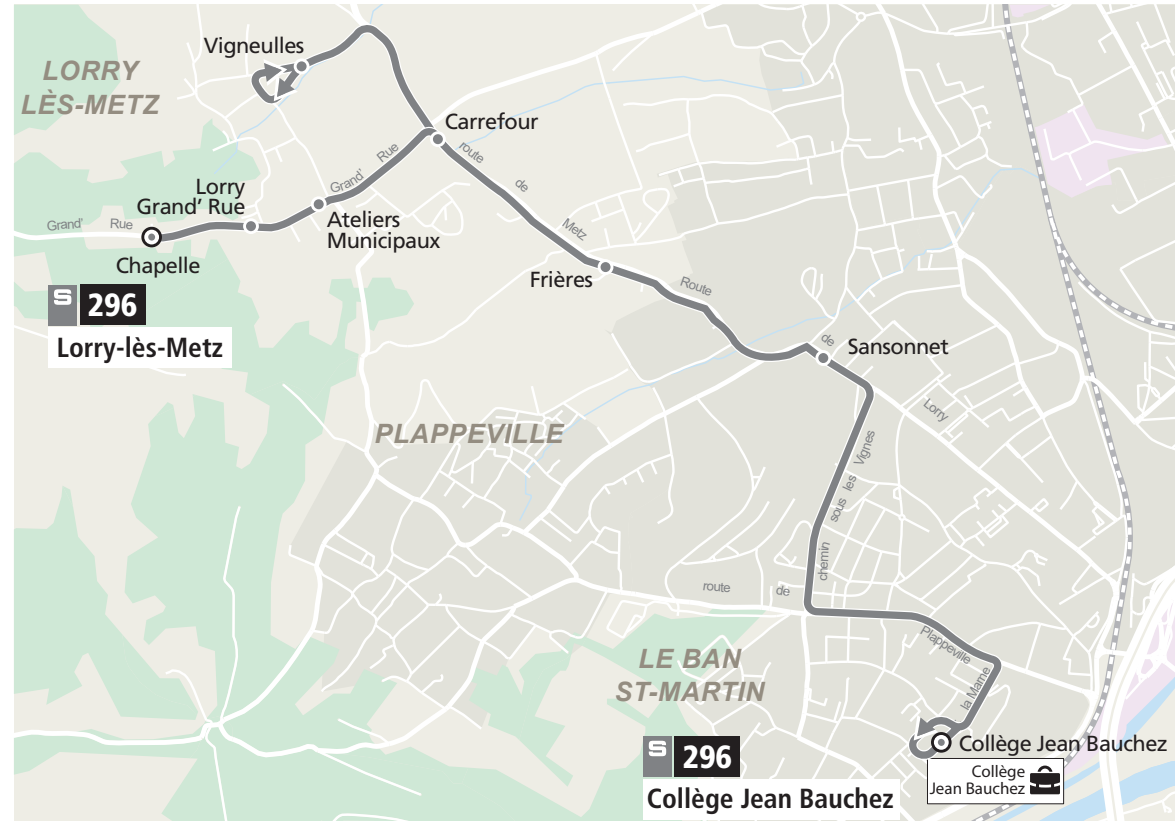 Vigneulles
LORRY
LÈS-METZ
Carrefour
Grand' Rue
route de Metz
Lorry
Grand' Rue
Ateliers
Municipaux
Grand' Rue
Chapelle
Frières
S 296
Lorry-lès-Metz
Route de Lorry
Sansonnet
PLAPPEVILLE
chemin sous les Vignes
route de Plappeville
LE BAN
ST-MARTIN
la Marne
S 296
Collège Jean Bauchez
Collège Jean Bauchez
Collège
Jean Bauchez